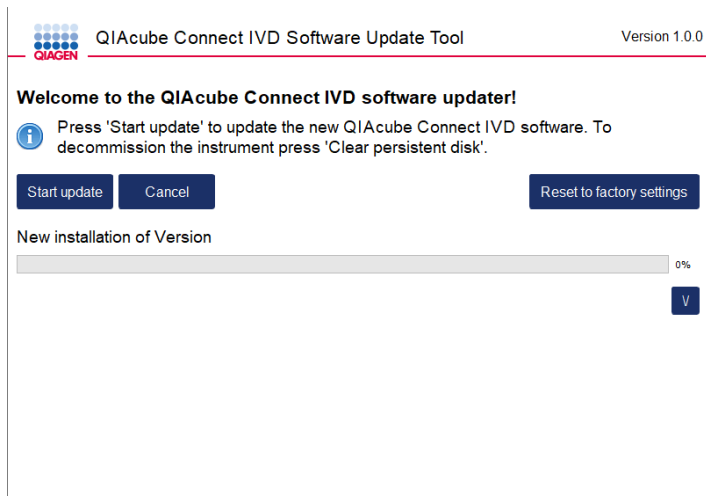 QIAGEN
QIAcube Connect IVD Software Update Tool
Version 1.0.0
Welcome to the QIAcube Connect IVD software updater!
Press 'Start update' to update the new QIAcube Connect IVD software. To
decommission the instrument press 'Clear persistent disk'.
Start update
Cancel
Reset to factory settings
New installation of Version
0%
V